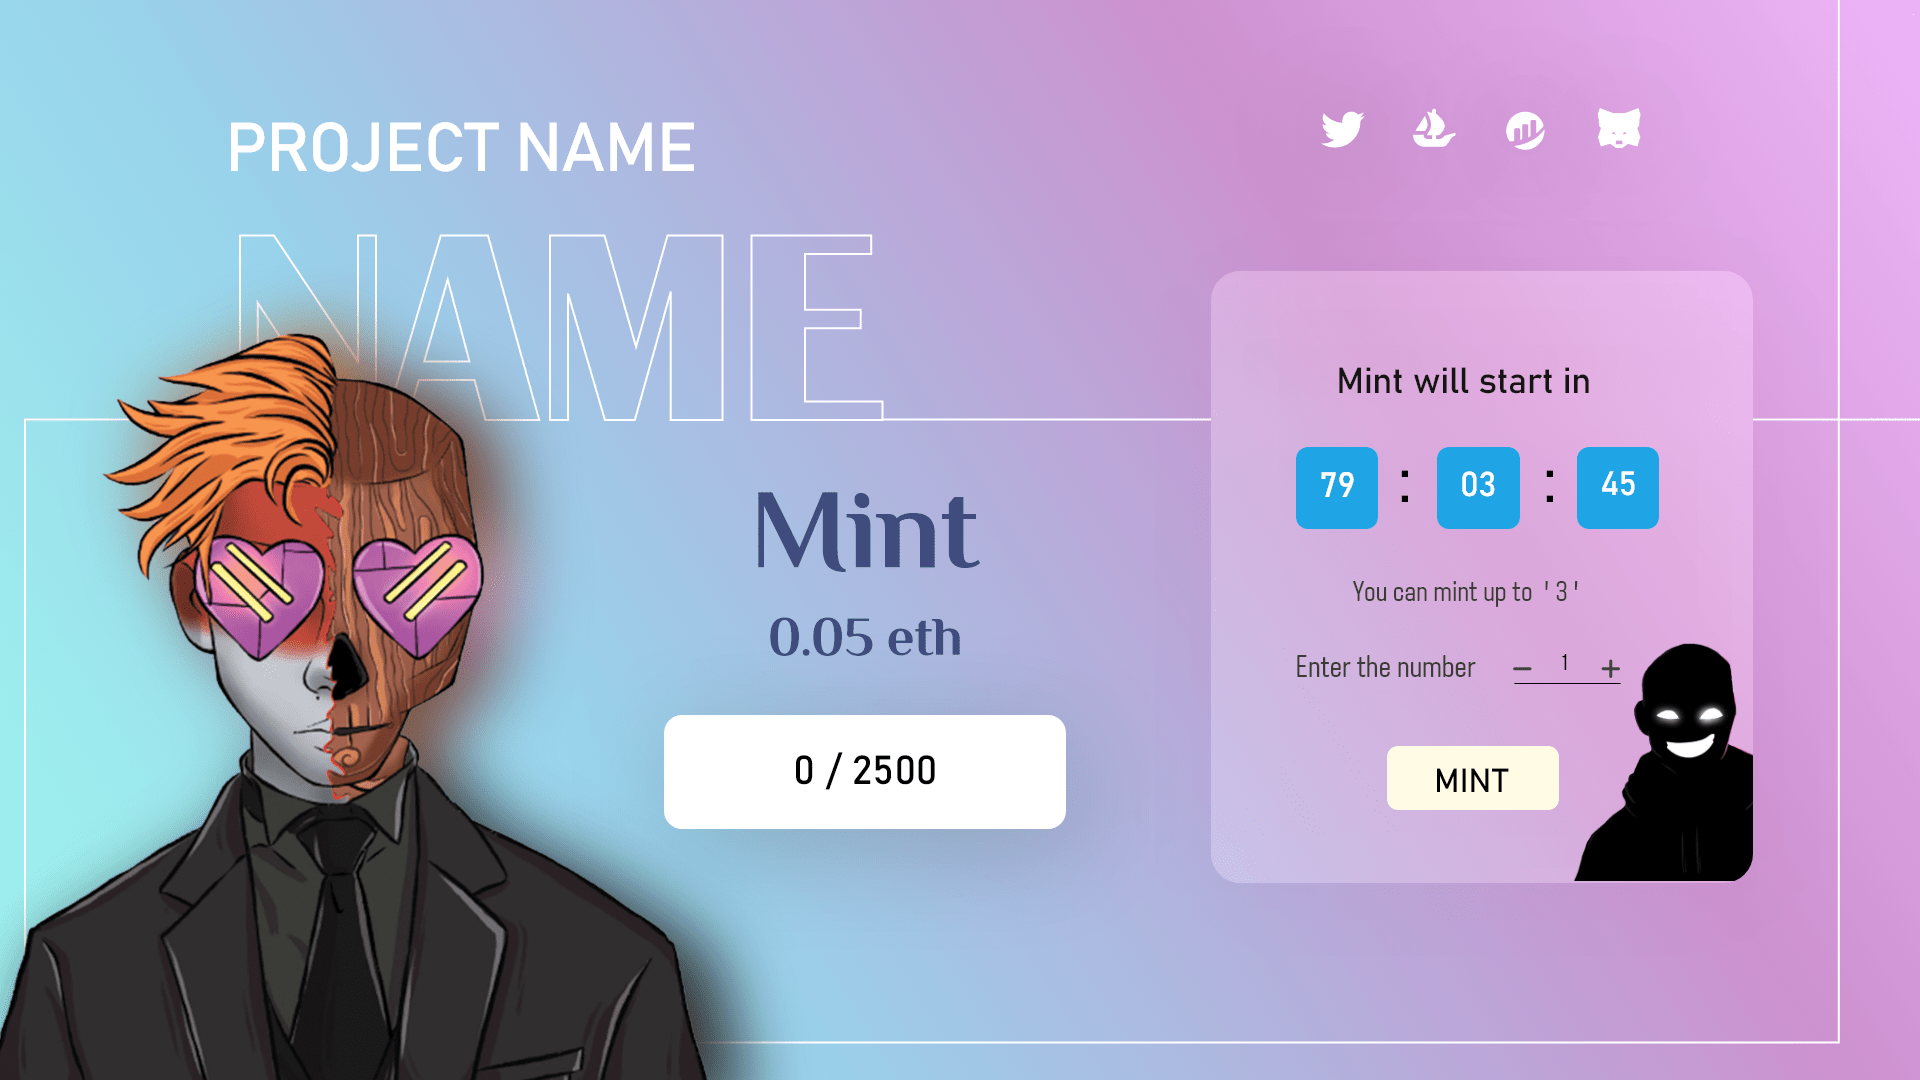 PROJECT NAME
NAME
Mint
0.05 eth
0 / 2500
Mint will start in
79 : 03 : 45
You can mint up to ' 3 '
Enter the number − 1 +
MINT